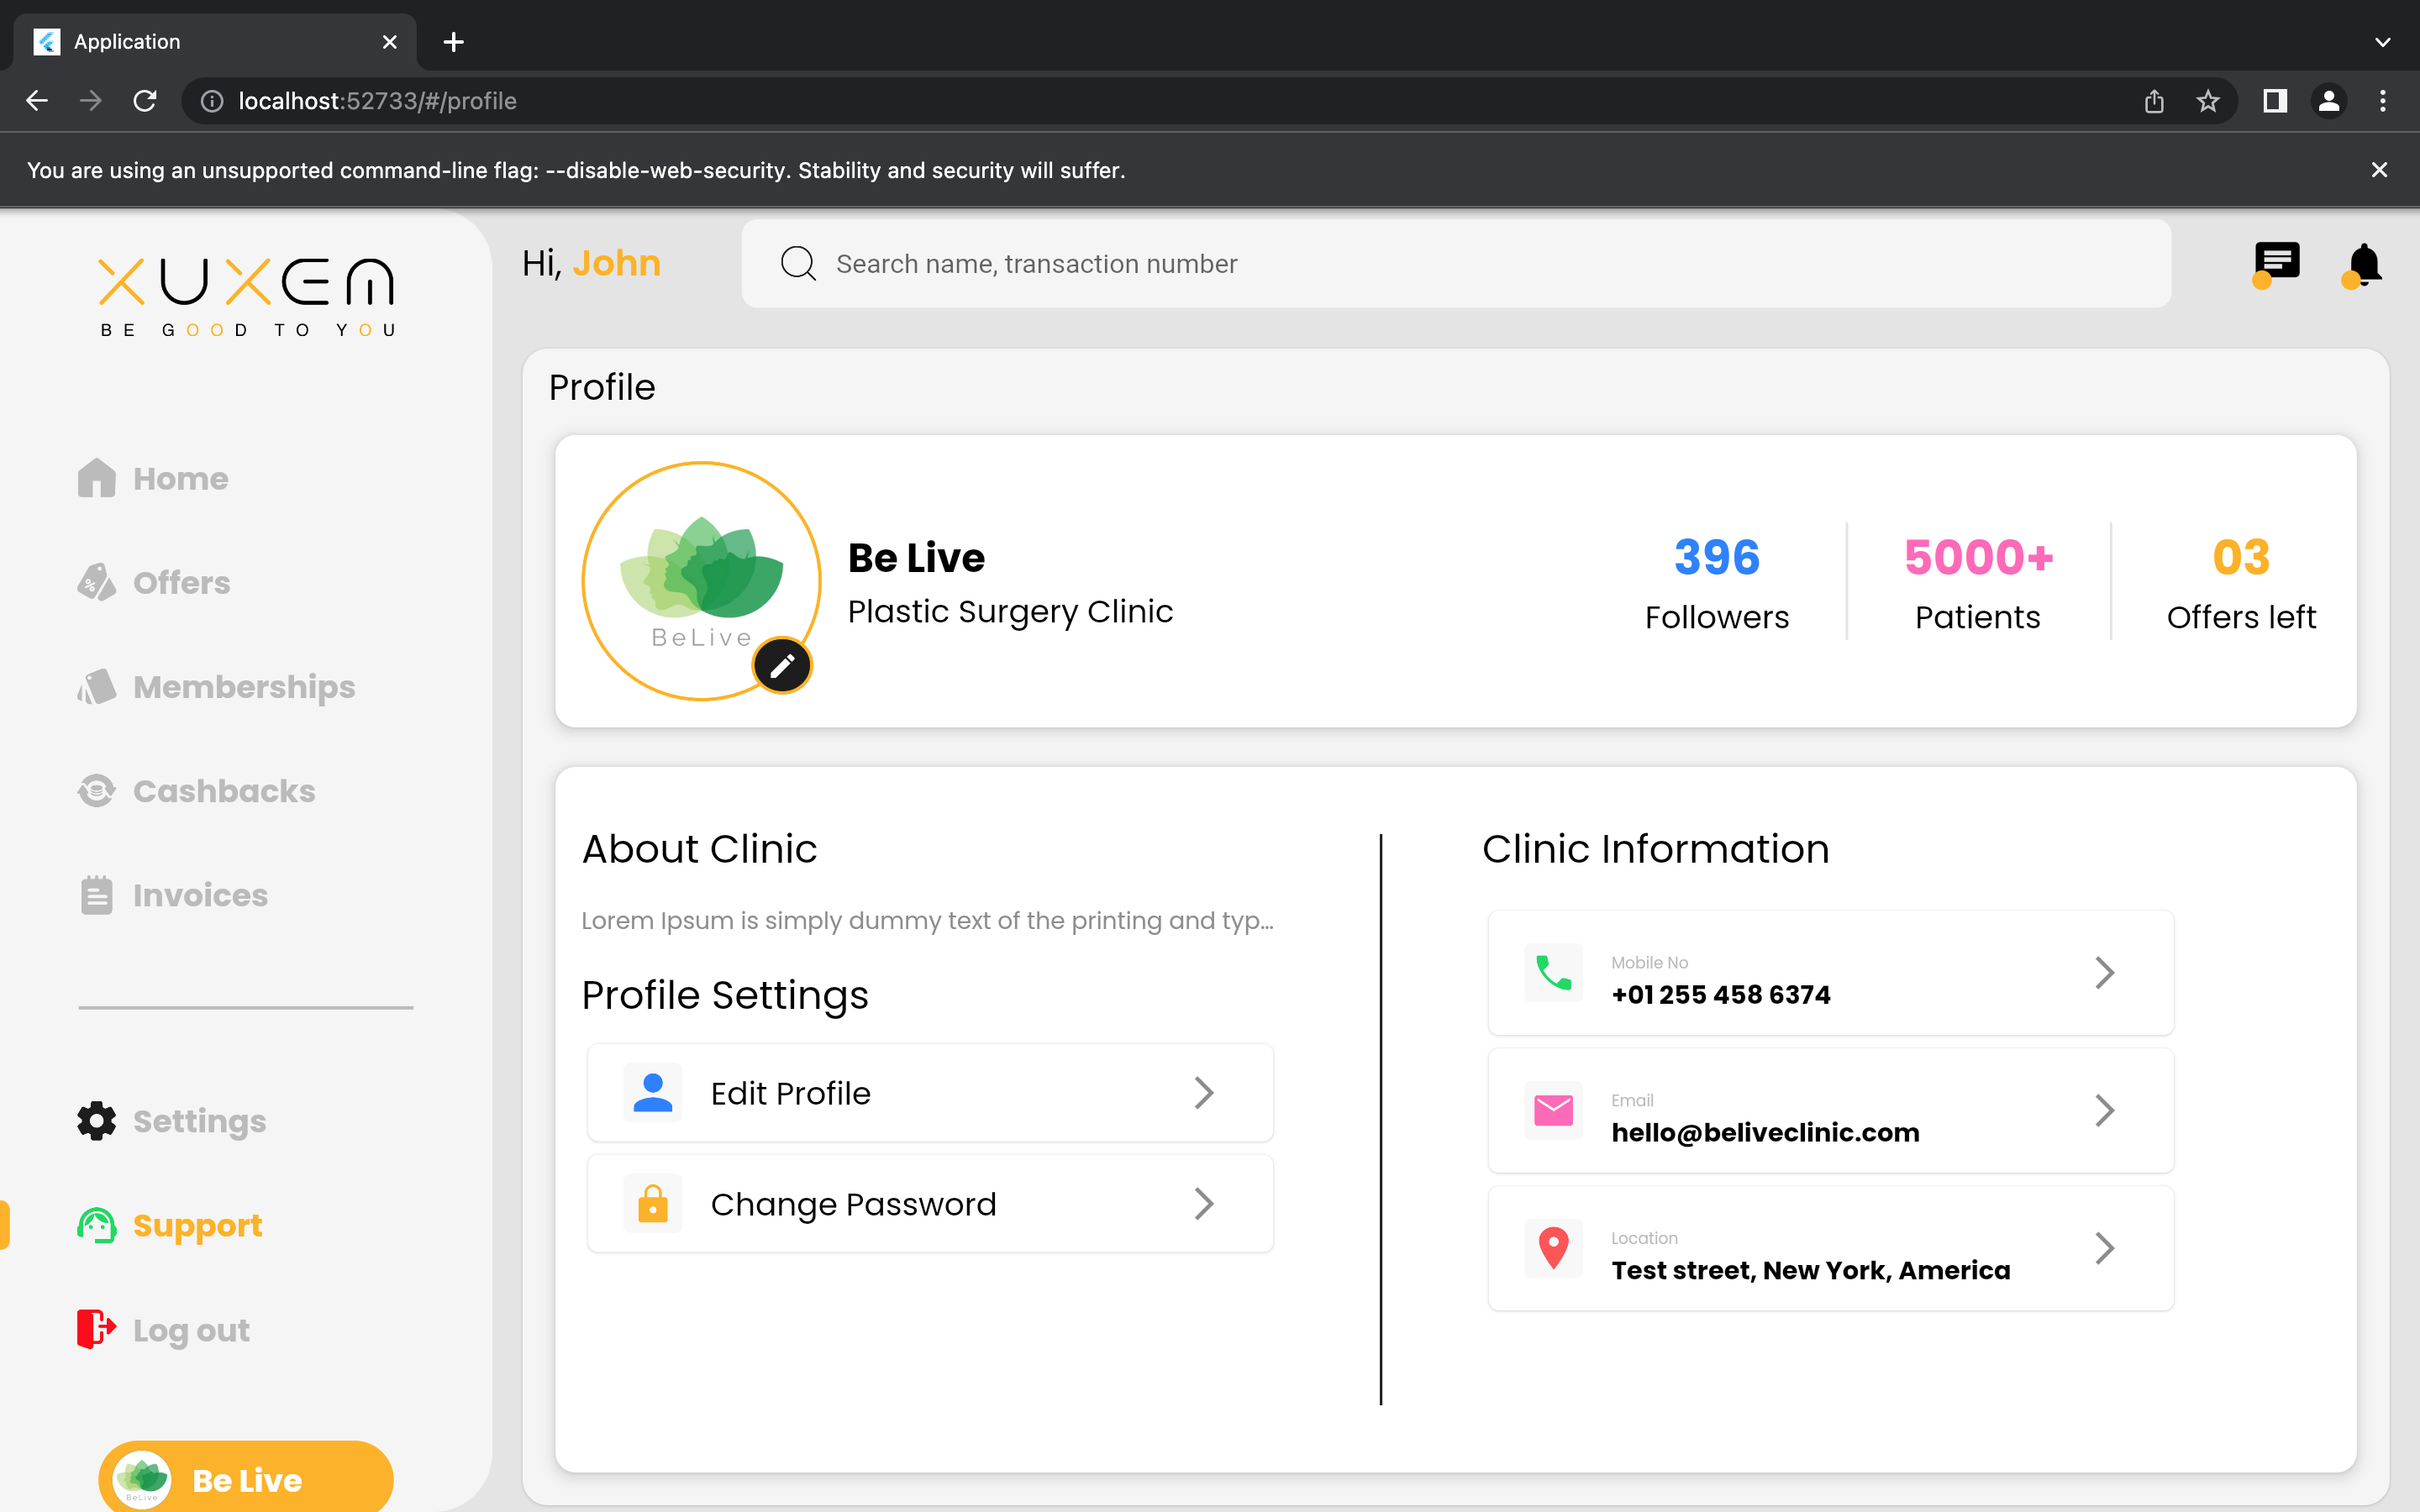 Application
localhost:52733/#/profile
You are using an unsupported command-line flag: --disable-web-security. Stability and security will suffer.
XUXEM
BE GOOD TO YOU
Hi, John
Search name, transaction number
Home
Offers
Memberships
Cashbacks
Invoices
Settings
Support
Log out
BeLive
Be Live
Profile
BeLive
Be Live
Plastic Surgery Clinic
396
Followers
5000+
Patients
03
Offers left
About Clinic
Lorem Ipsum is simply dummy text of the printing and typ...
Profile Settings
Edit Profile
Change Password
Clinic Information
Mobile No
+01 255 458 6374
Email
hello@beliveclinic.com
Location
Test street, New York, America